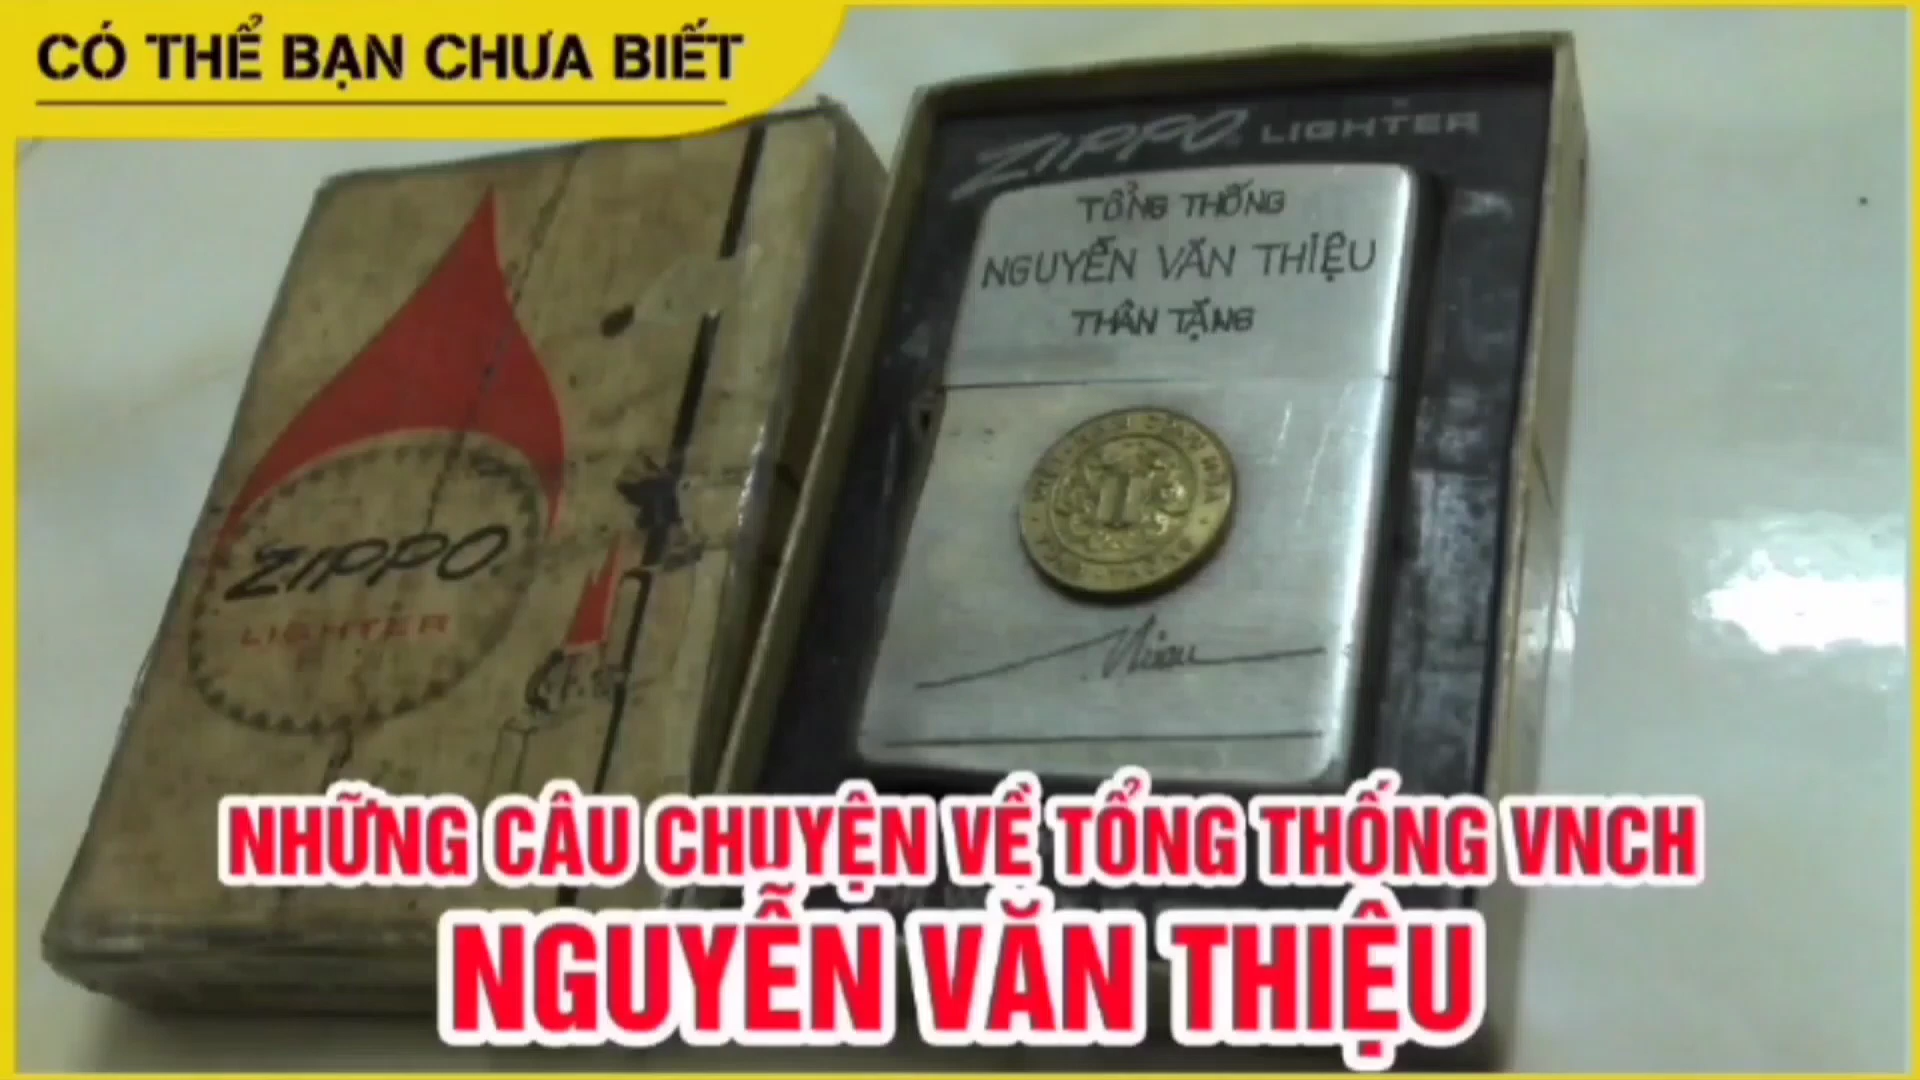 CÓ THỂ BẠN CHƯA BIẾT
ZIPPO LIGHTER
TỔNG THỐNG
NGUYỄN VĂN THIỆU
THÂN TẶNG
ZIPPO
LIGHTER
NHỮNG CÂU CHUYỆN VỀ TỔNG THỐNG VNCH
NGUYỄN VĂN THIỆU